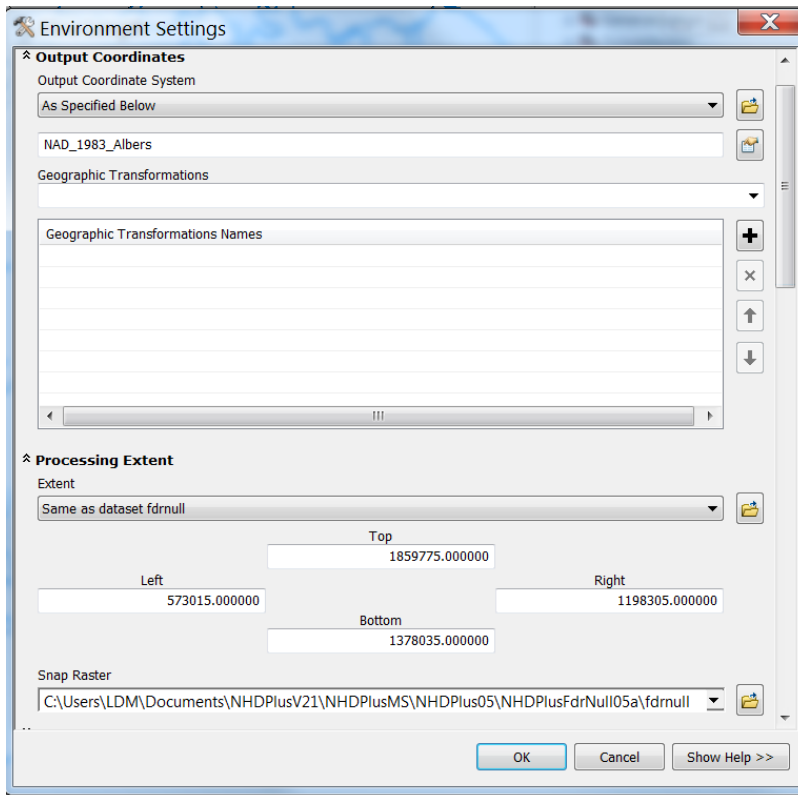 Environment Settings
Output Coordinates
Output Coordinate System
As Specified Below
NAD_1983_Albers
Geographic Transformations
Geographic Transformations Names
Processing Extent
Extent
Same as dataset fdrnull
Top
1859775.000000
Left
Right
573015.000000
1198305.000000
Bottom
1378035.000000
Snap Raster
C:\Users\LDM\Documents\NHDPlusV21\NHDPlusMS\NHDPlus05\NHDPlusFdrNull05a\fdrnull
OK
Cancel
Show Help >>